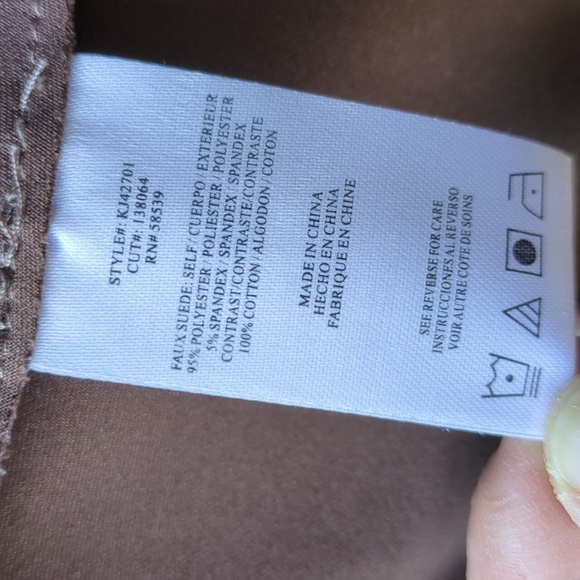 STYLE#: KJ42701
CUT#: 138064
RN# 58539
FAUX SUEDE: SELF / CUERPO / EXTERIEUR
95% POLYESTER / POLIESTER / POLYESTER
5% SPANDEX / SPANDEX / SPANDEX
CONTRAST/CONTRASTE/CONTRASTE
100% COTTON / ALGODON / COTON
MADE IN CHINA
HECHO EN CHINA
FABRIQUE EN CHINE
SEE REVERSE FOR CARE
INSTRUCCIONES AL REVERSO
VOIR AUTRE COTE DE SOINS